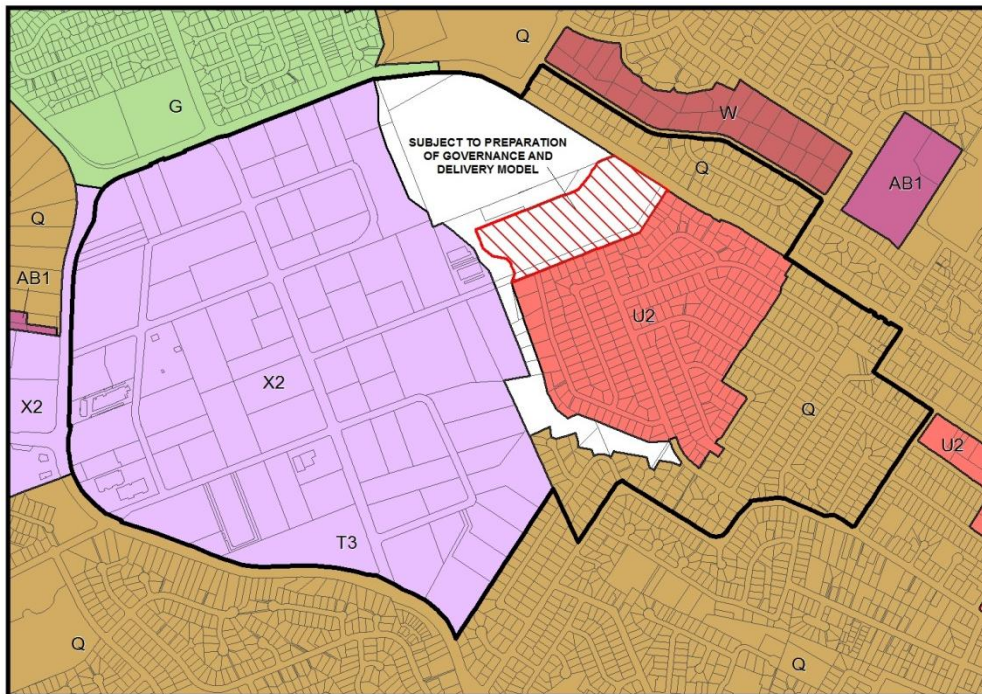 Q
G
W
SUBJECT TO PREPARATION
OF GOVERNANCE AND
DELIVERY MODEL
Q
AB1
Q
AB1
U2
X2
X2
Q
U2
T3
Q
Q